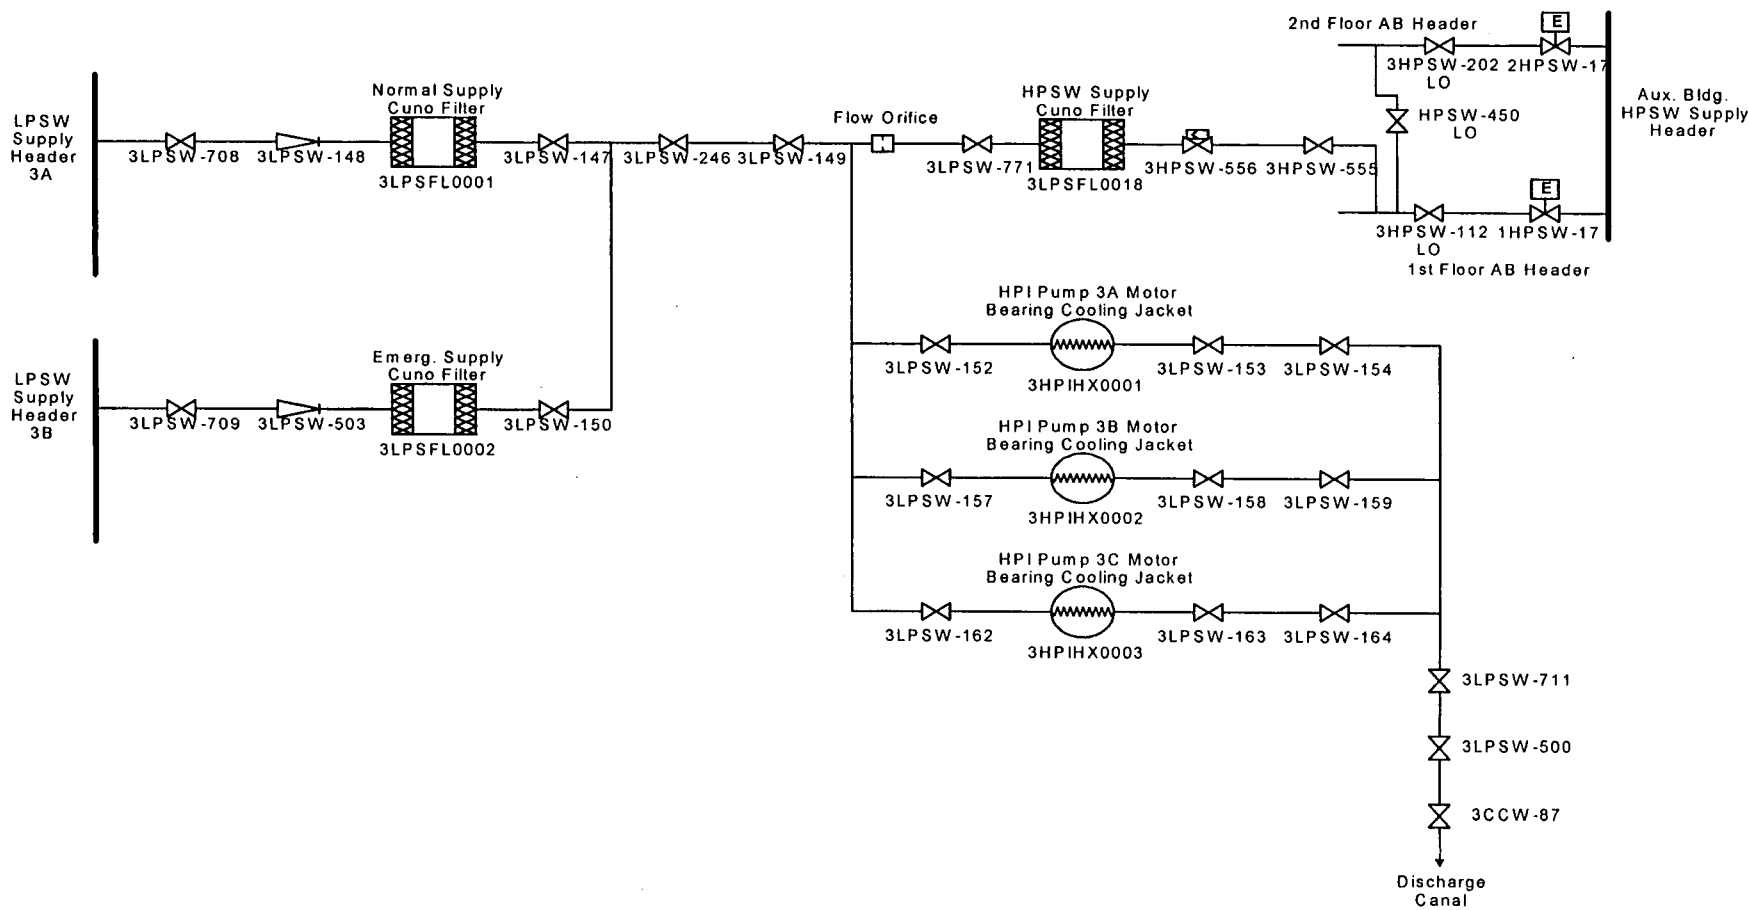 2nd Floor AB Header
E
3HPSW-202
LO
2HPSW-17
Aux. Bldg.
HPSW Supply
Header
HPSW-450
LO
E
3HPSW-112
LO
1HPSW-17
1st Floor AB Header
LPSW
Supply
Header
3A
3LPSW-708
3LPSW-148
Normal Supply
Cuno Filter
3LPSFL0001
3LPSW-147
3LPSW-246
3LPSW-149
Flow Orifice
3LPSW-771
HPSW Supply
Cuno Filter
3LPSFL0018
3HPSW-556
3HPSW-555
LPSW
Supply
Header
3B
3LPSW-709
3LPSW-503
Emerg. Supply
Cuno Filter
3LPSFL0002
3LPSW-150
HPI Pump 3A Motor
Bearing Cooling Jacket
3LPSW-152
3HPIHX0001
3LPSW-153
3LPSW-154
HPI Pump 3B Motor
Bearing Cooling Jacket
3LPSW-157
3HPIHX0002
3LPSW-158
3LPSW-159
HPI Pump 3C Motor
Bearing Cooling Jacket
3LPSW-162
3HPIHX0003
3LPSW-163
3LPSW-164
3LPSW-711
3LPSW-500
3CCW-87
Discharge
Canal